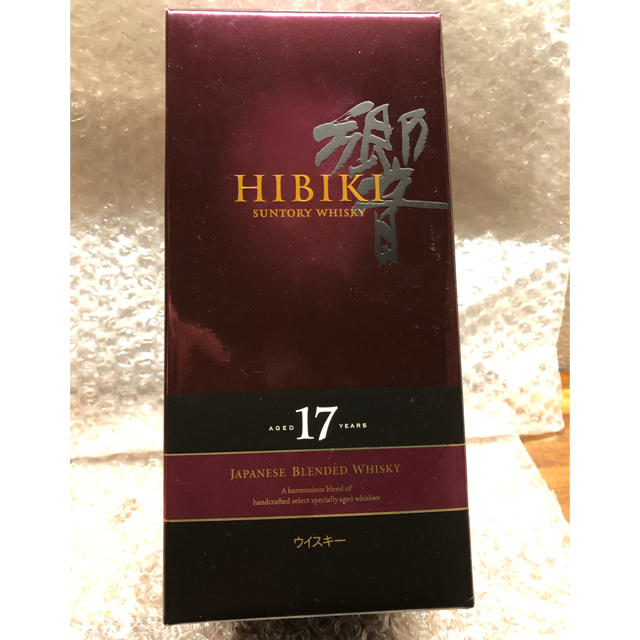 響
HIBIKI
SUNTORY WHISKY
AGED 17 YEARS
JAPANESE BLENDED WHISKY
A harmonious blend of
handcrafted select specially aged whiskies
ウイスキー